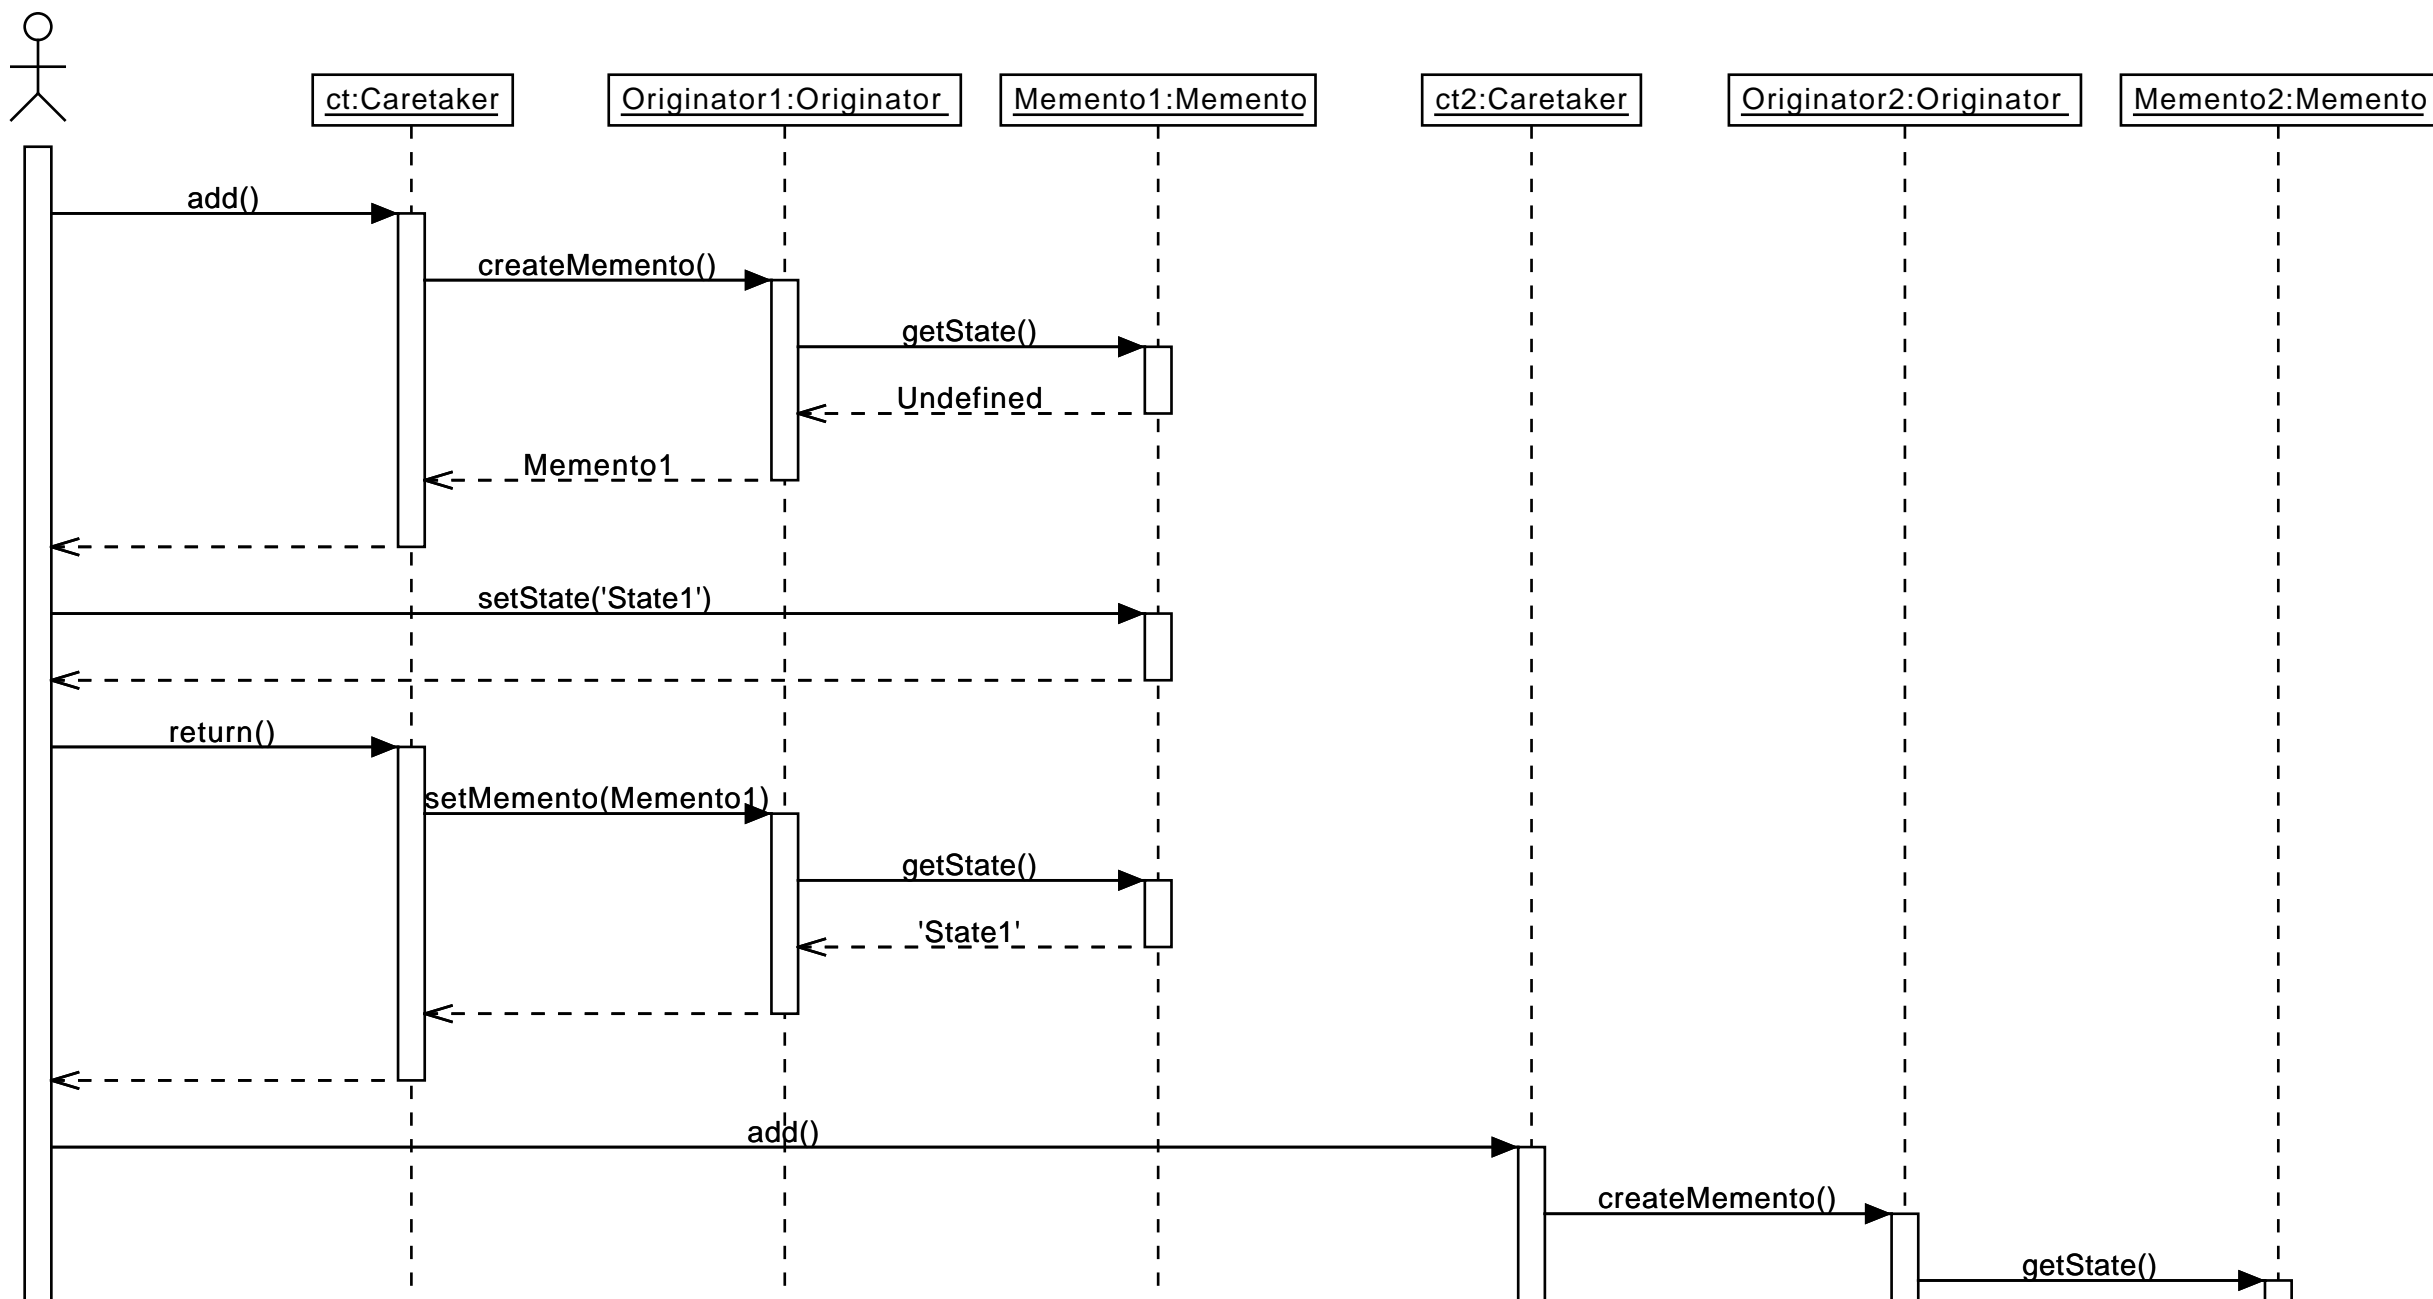 ct:Caretaker
Originator1:Originator
Memento1:Memento
ct2:Caretaker
Originator2:Originator
Memento2:Memento
add()
createMemento()
getState()
Undefined
Memento1
setState('State1')
return()
setMemento(Memento1)
getState()
'State1'
add()
createMemento()
getState()